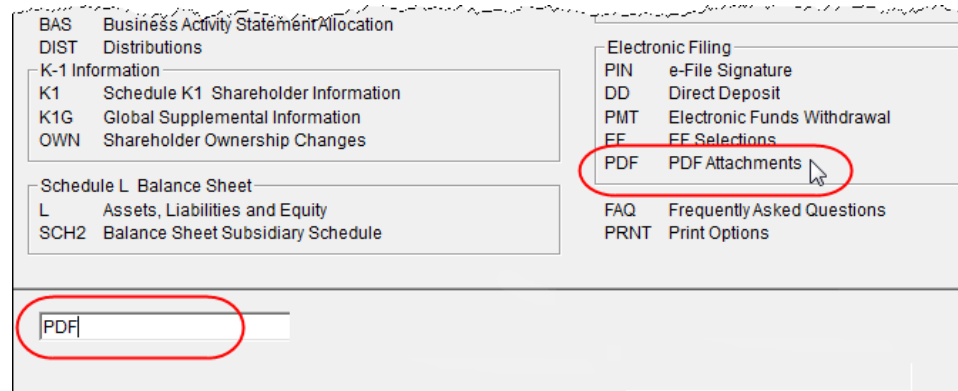 BAS Business Activity Statement Allocation
DIST Distributions
K-1 Information
K1 Schedule K1 Shareholder Information
K1G Global Supplemental Information
OWN Shareholder Ownership Changes
Schedule L Balance Sheet
L Assets, Liabilities and Equity
SCH2 Balance Sheet Subsidiary Schedule
Electronic Filing
PIN e-File Signature
DD Direct Deposit
PMT Electronic Funds Withdrawal
EF EF Selections
PDF PDF Attachments
FAQ Frequently Asked Questions
PRNT Print Options
PDF